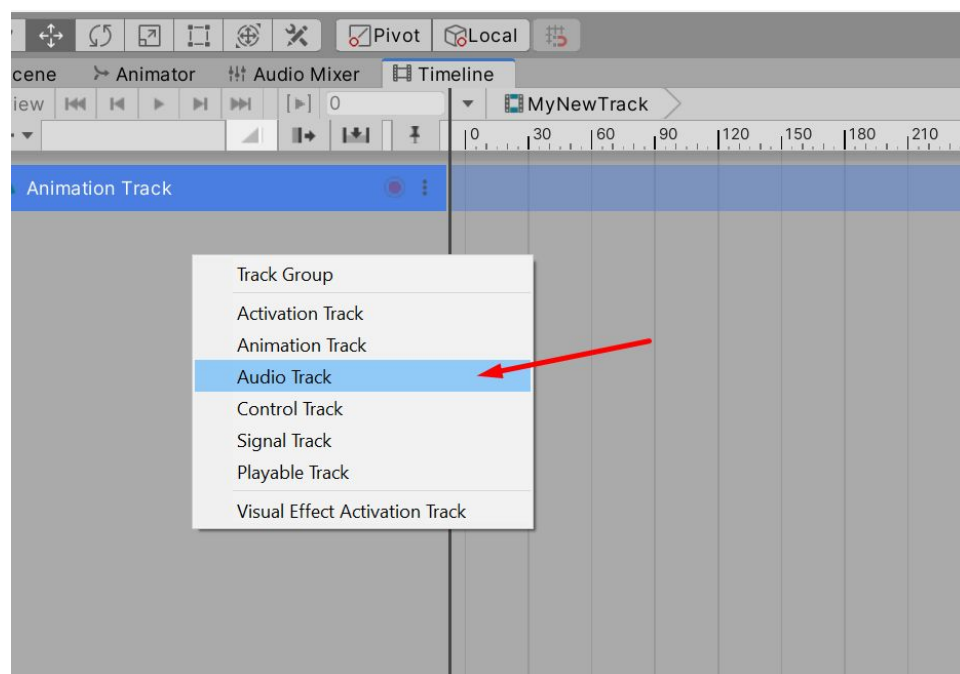 Pivot Local
cene Animator Audio Mixer Timeline
iew 0 MyNewTrack
0 30 60 90 120 150 180 210
Animation Track
Track Group
Activation Track
Animation Track
Audio Track
Control Track
Signal Track
Playable Track
Visual Effect Activation Track